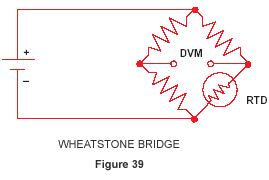 +
DVM
−
RTD
WHEATSTONE BRIDGE
Figure 39